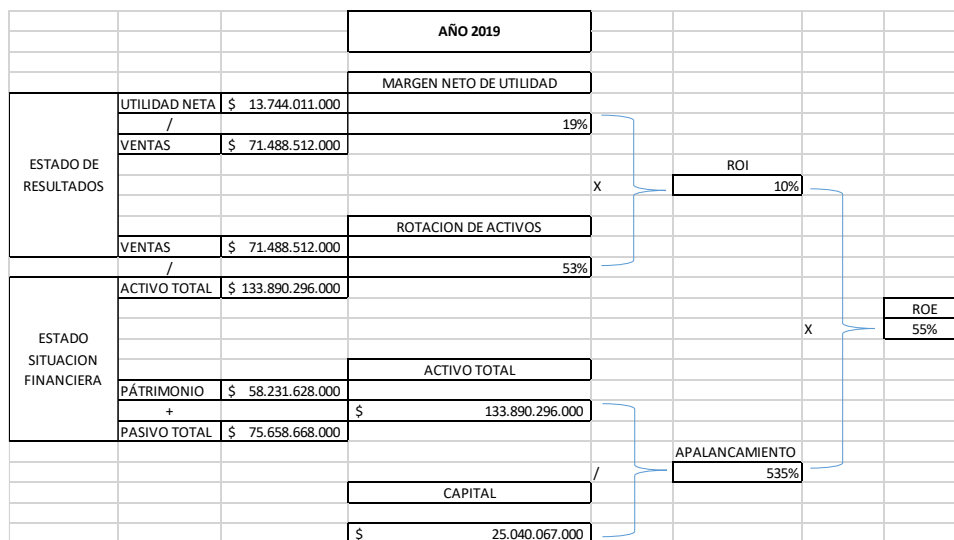 AÑO 2019
MARGEN NETO DE UTILIDAD
UTILIDAD NETA $ 13.744.011.000
/ 19%
VENTAS $ 71.488.512.000
ESTADO DE
RESULTADOS
ROI
X 10%
ROTACION DE ACTIVOS
VENTAS $ 71.488.512.000
/ 53%
ACTIVO TOTAL $ 133.890.296.000
ROE
X 55%
ESTADO
SITUACION
FINANCIERA
ACTIVO TOTAL
PÁTRIMONIO $ 58.231.628.000
+ $ 133.890.296.000
PASIVO TOTAL $ 75.658.668.000
APALANCAMIENTO
/ 535%
CAPITAL
$ 25.040.067.000